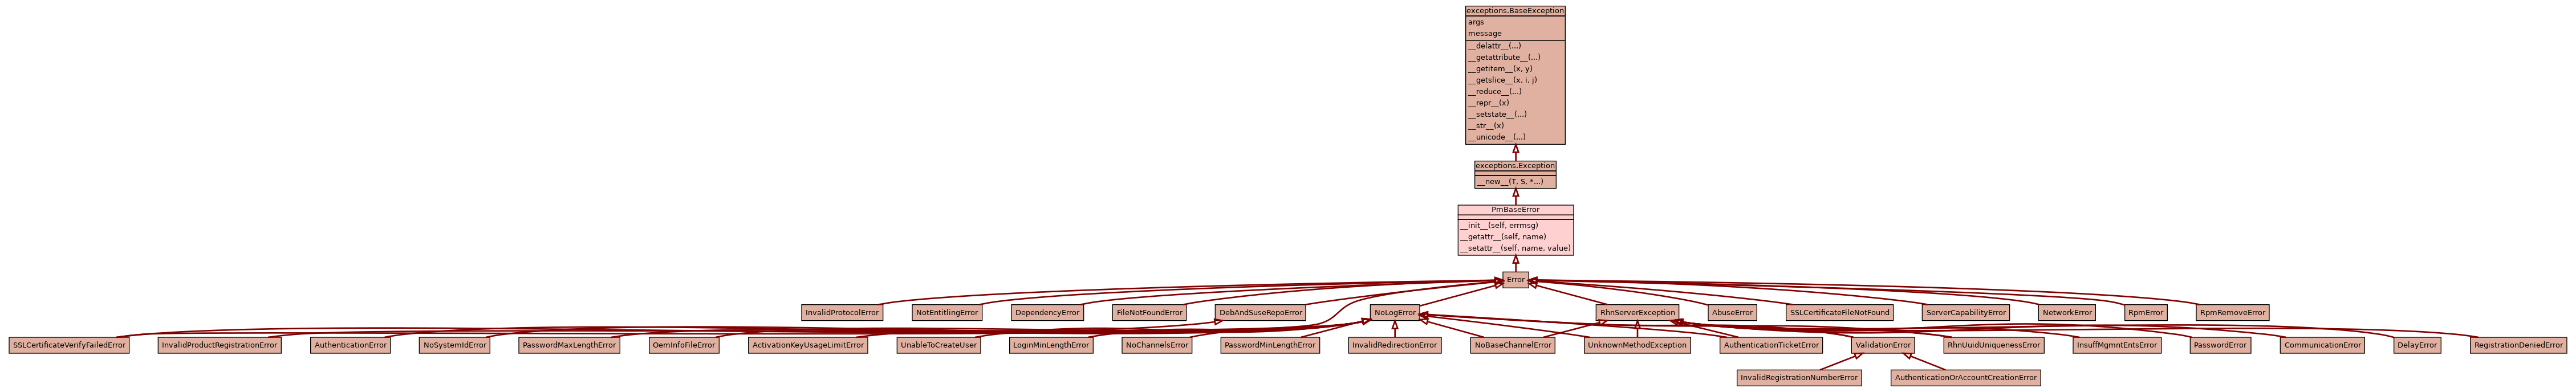 exceptions.BaseException
args
message
__delattr__(...)
__getattribute__(...)
__getitem__(x, y)
__getslice__(x, i, j)
__reduce__(...)
__repr__(x)
__setstate__(...)
__str__(x)
__unicode__(...)
exceptions.Exception
__new__(T, S, *...)
PmBaseError
__init__(self, errmsg)
__getattr__(self, name)
__setattr__(self, name, value)
Error
InvalidProtocolError
NotEntitlingError
DependencyError
FileNotFoundError
DebAndSuseRepoError
NoLogError
RhnServerException
AbuseError
SSLCertificateFileNotFound
ServerCapabilityError
NetworkError
RpmError
RpmRemoveError
SSLCertificateVerifyFailedError
InvalidProductRegistrationError
AuthenticationError
NoSystemIdError
PasswordMaxLengthError
OemInfoFileError
ActivationKeyUsageLimitError
UnableToCreateUser
LoginMinLengthError
NoChannelsError
PasswordMinLengthError
InvalidRedirectionError
NoBaseChannelError
UnknownMethodException
AuthenticationTicketError
ValidationError
RhnUuidUniquenessError
InsuffMgmntEntsError
PasswordError
CommunicationError
DelayError
RegistrationDeniedError
InvalidRegistrationNumberError
AuthenticationOrAccountCreationError